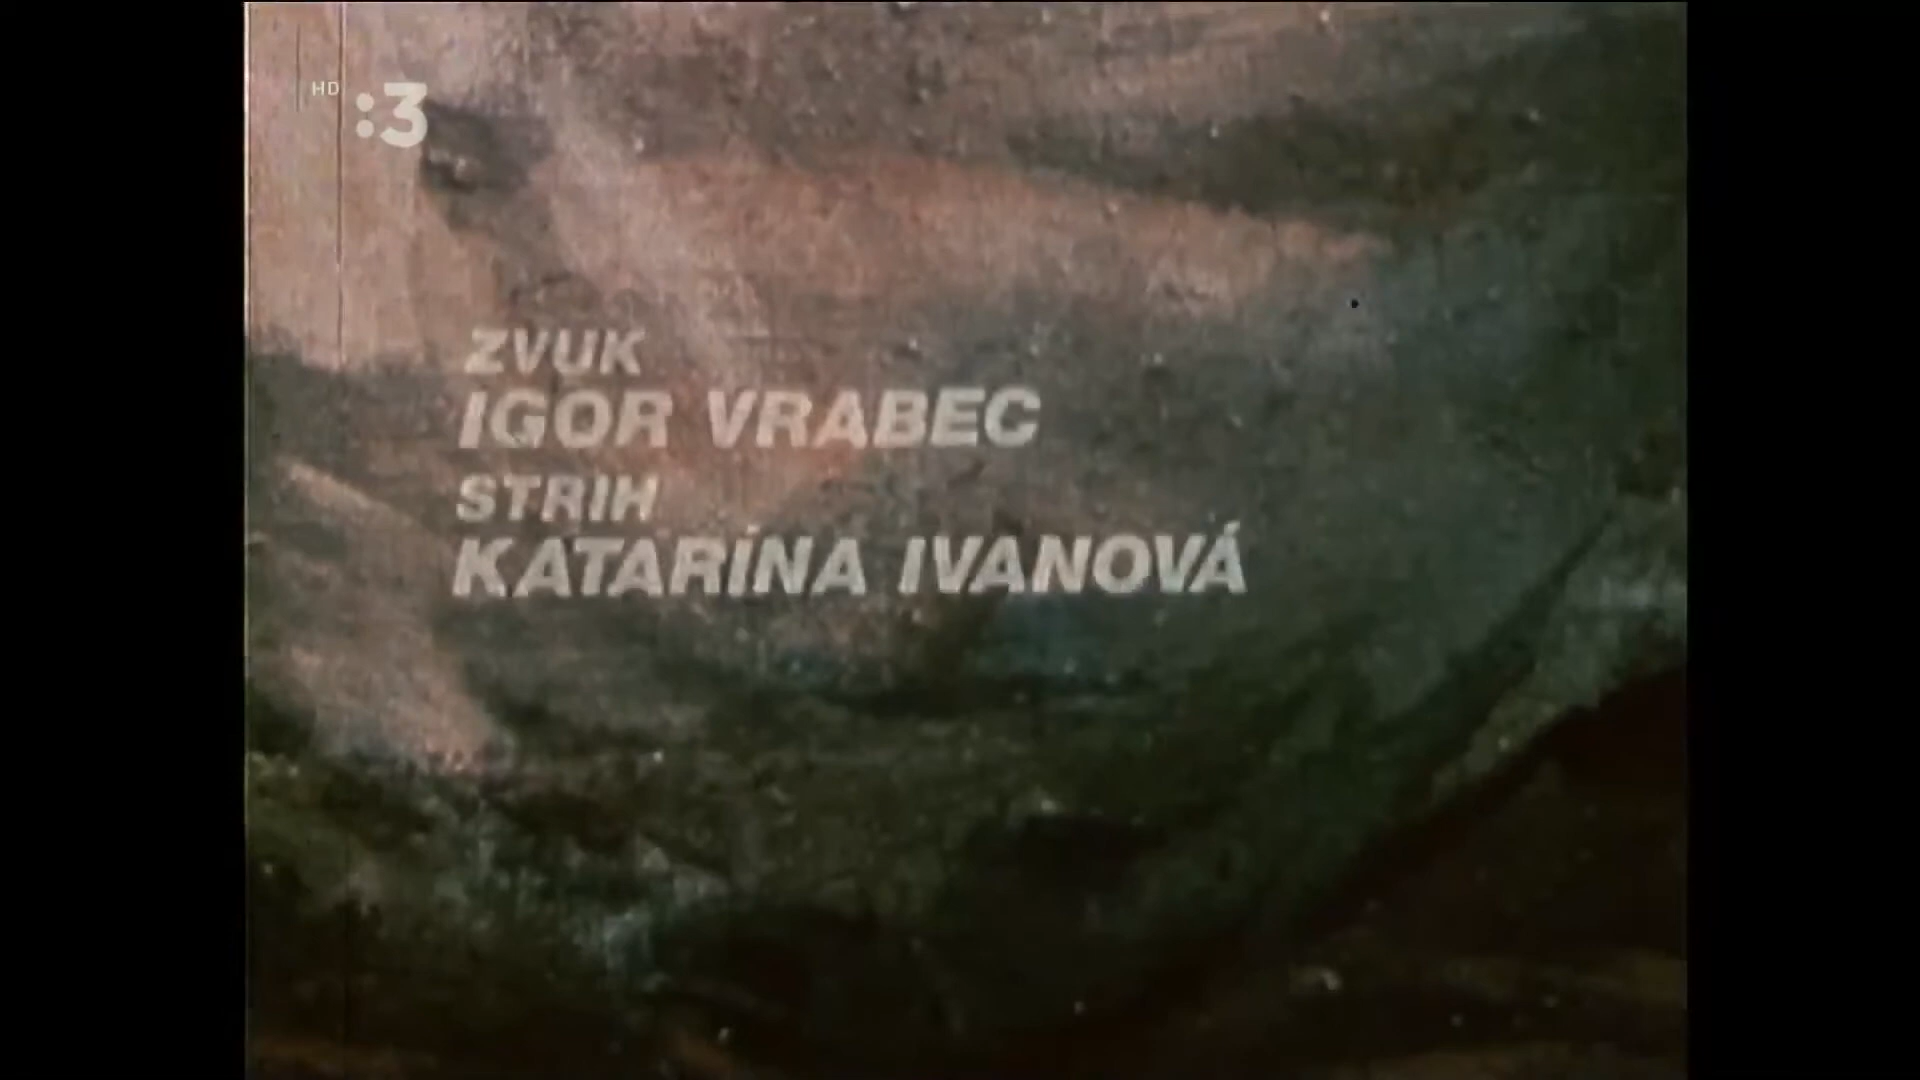 HD :3
ZVUK
IGOR VRABEC
STRIH
KATARÍNA IVANOVÁ